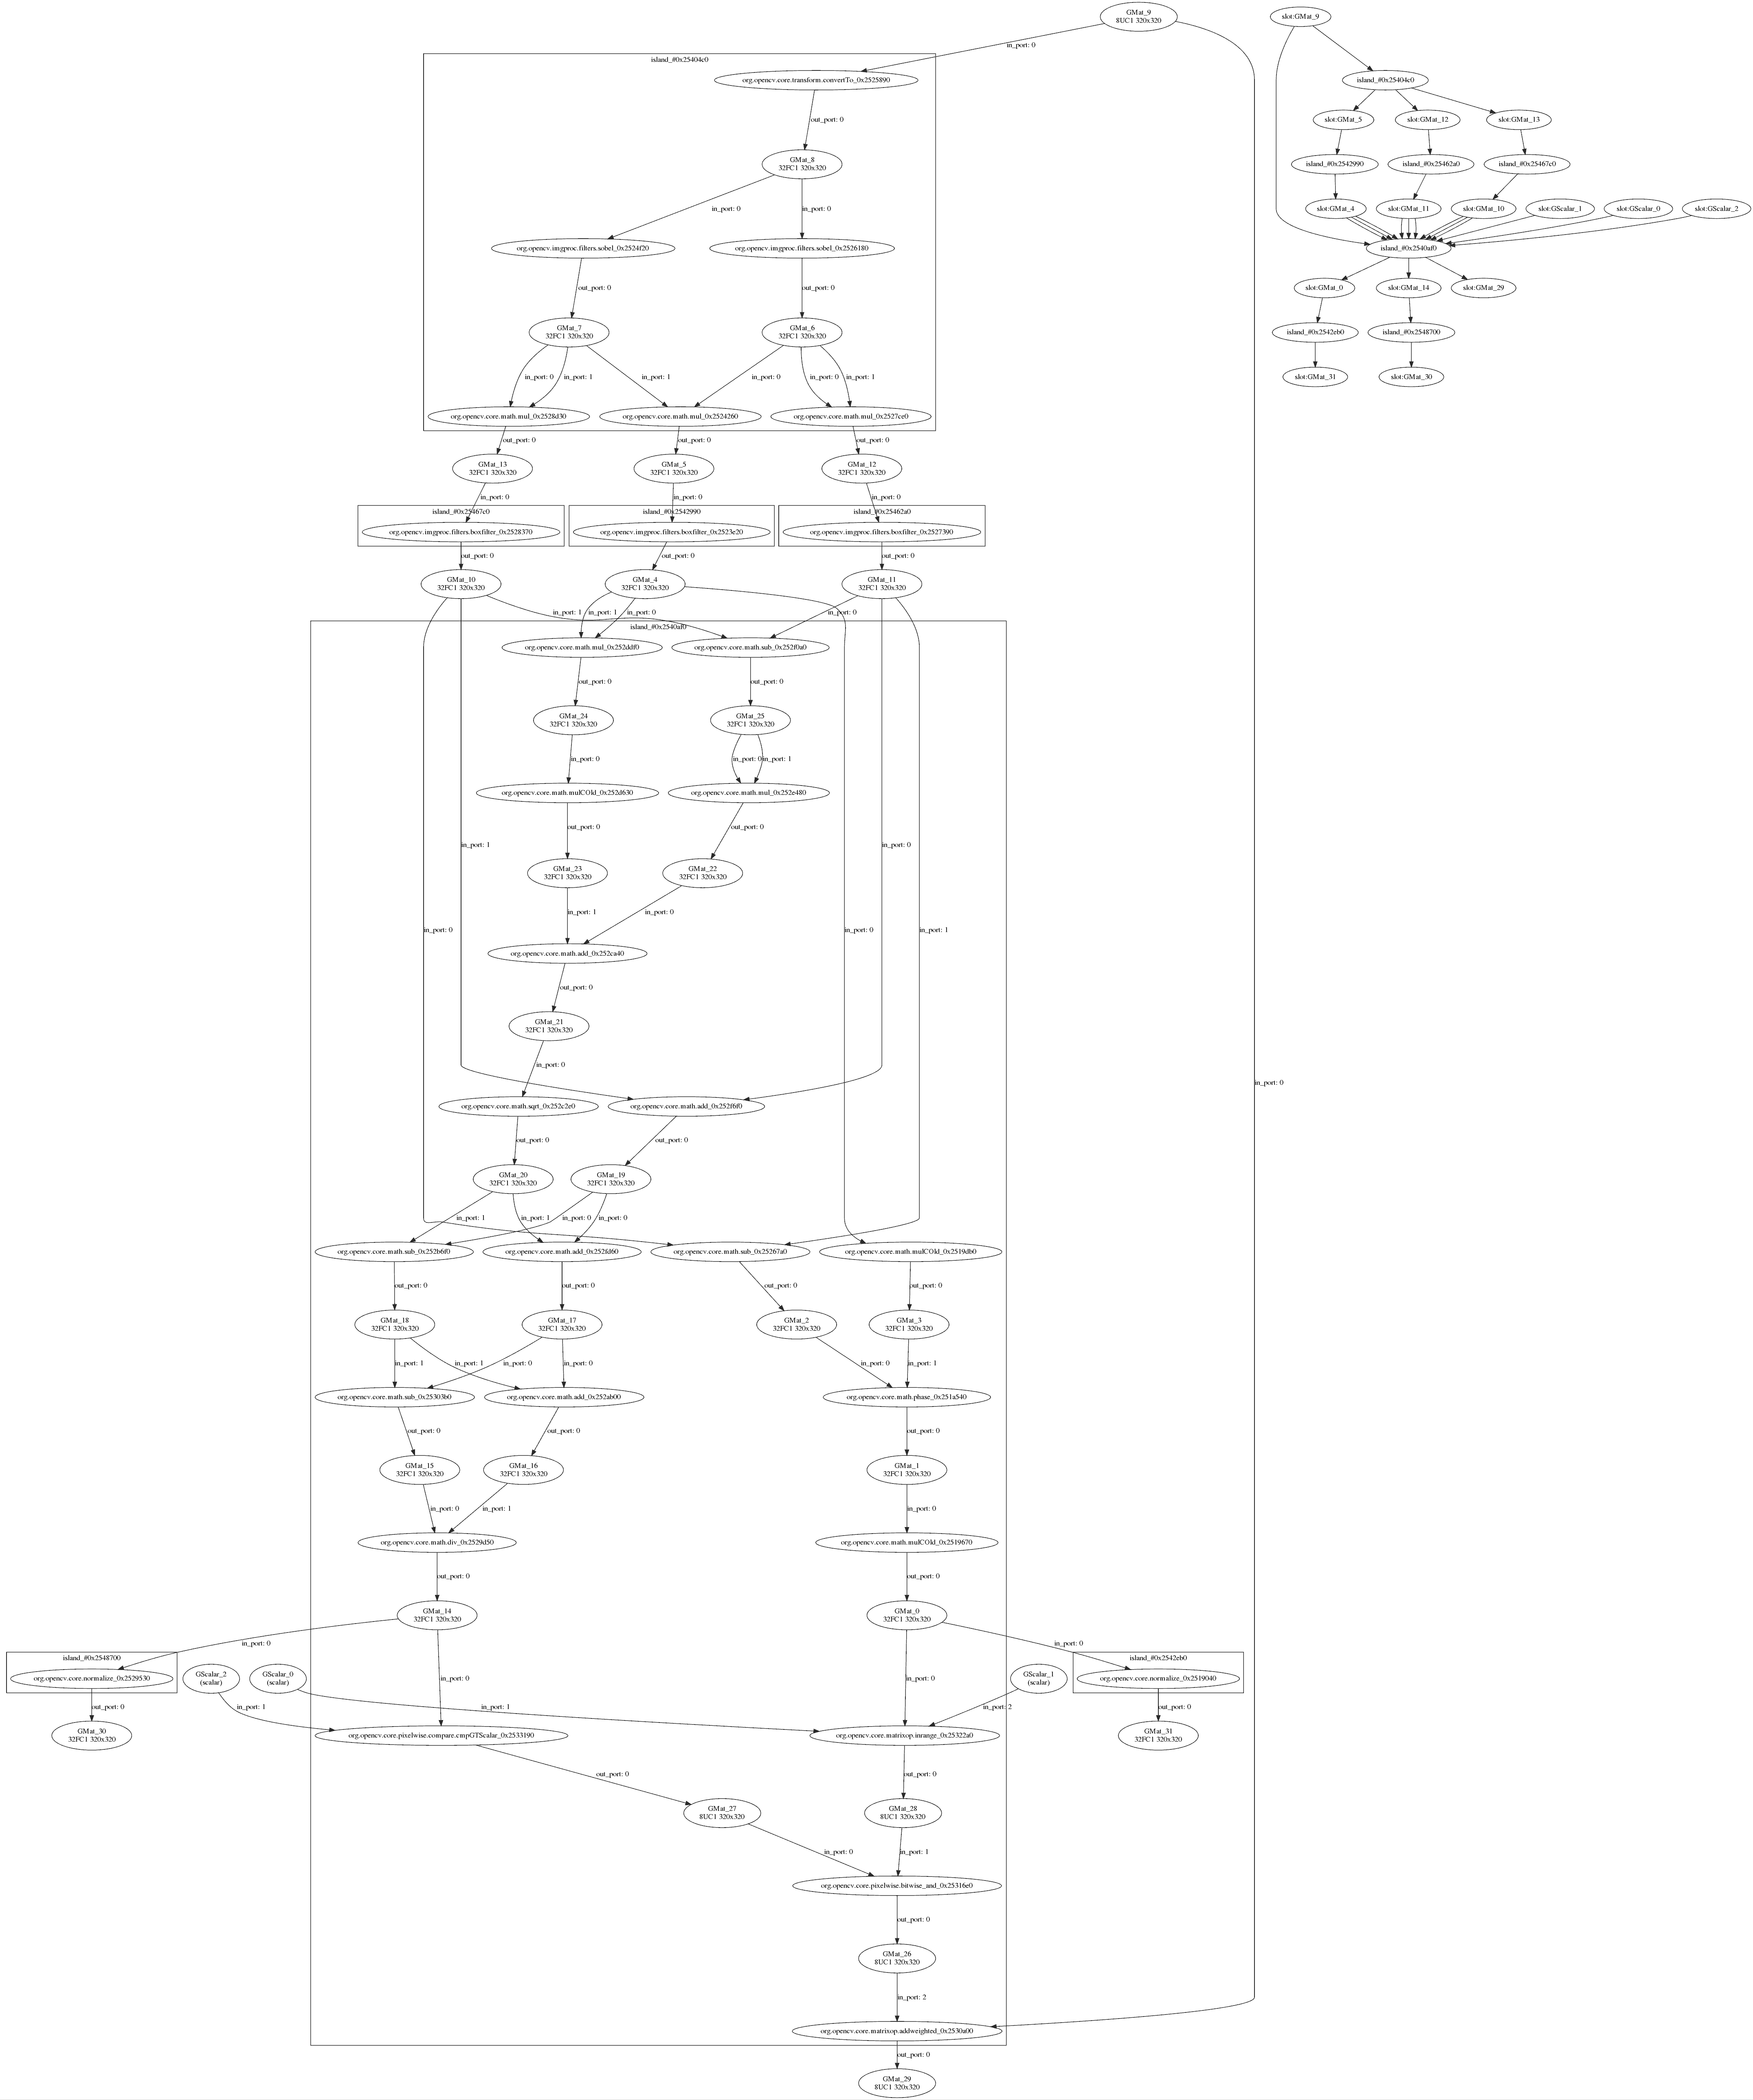 GMat_9
8UC1 320x320
in_port: 0
island_#0x25404c0
org.opencv.core.transform.convertTo_0x2525890
out_port: 0
GMat_8
32FC1 320x320
in_port: 0
in_port: 0
org.opencv.imgproc.filters.sobel_0x2524f20
org.opencv.imgproc.filters.sobel_0x2526180
out_port: 0
out_port: 0
GMat_7
32FC1 320x320
GMat_6
32FC1 320x320
in_port: 0
in_port: 1
in_port: 1
in_port: 0
in_port: 0
in_port: 1
org.opencv.core.math.mul_0x2528d30
org.opencv.core.math.mul_0x2524260
org.opencv.core.math.mul_0x2527ce0
out_port: 0
out_port: 0
out_port: 0
GMat_13
32FC1 320x320
GMat_5
32FC1 320x320
GMat_12
32FC1 320x320
in_port: 0
in_port: 0
in_port: 0
island_#0x25467c0
island_#0x2542990
island_#0x25462a0
org.opencv.imgproc.filters.boxfilter_0x2528370
org.opencv.imgproc.filters.boxfilter_0x2523e20
org.opencv.imgproc.filters.boxfilter_0x2527390
out_port: 0
out_port: 0
out_port: 0
GMat_10
32FC1 320x320
GMat_4
32FC1 320x320
GMat_11
32FC1 320x320
in_port: 1
in_port: 1
in_port: 0
in_port: 0
island_#0x2540af0
org.opencv.core.math.mul_0x252ddf0
org.opencv.core.math.sub_0x252f0a0
out_port: 0
out_port: 0
GMat_24
32FC1 320x320
GMat_25
32FC1 320x320
in_port: 0
in_port: 0
in_port: 1
org.opencv.core.math.mulCOld_0x252d630
org.opencv.core.math.mul_0x252e480
out_port: 0
out_port: 0
in_port: 1
in_port: 0
GMat_23
32FC1 320x320
GMat_22
32FC1 320x320
in_port: 1
in_port: 0
in_port: 0
in_port: 0
in_port: 1
org.opencv.core.math.add_0x252ca40
out_port: 0
GMat_21
32FC1 320x320
in_port: 0
in_port: 0
org.opencv.core.math.sqrt_0x252c2e0
org.opencv.core.math.add_0x252f6f0
out_port: 0
out_port: 0
GMat_20
32FC1 320x320
GMat_19
32FC1 320x320
in_port: 1
in_port: 1
in_port: 0
in_port: 0
org.opencv.core.math.sub_0x252b6f0
org.opencv.core.math.add_0x252fd60
org.opencv.core.math.sub_0x25267a0
org.opencv.core.math.mulCOld_0x2519db0
out_port: 0
out_port: 0
out_port: 0
out_port: 0
GMat_18
32FC1 320x320
GMat_17
32FC1 320x320
GMat_2
32FC1 320x320
GMat_3
32FC1 320x320
in_port: 1
in_port: 1
in_port: 0
in_port: 0
in_port: 0
in_port: 1
org.opencv.core.math.sub_0x25303b0
org.opencv.core.math.add_0x252ab00
org.opencv.core.math.phase_0x251a540
out_port: 0
out_port: 0
out_port: 0
GMat_15
32FC1 320x320
GMat_16
32FC1 320x320
GMat_1
32FC1 320x320
in_port: 0
in_port: 1
in_port: 0
org.opencv.core.math.div_0x2529d50
org.opencv.core.math.mulCOld_0x2519670
out_port: 0
out_port: 0
GMat_14
32FC1 320x320
GMat_0
32FC1 320x320
in_port: 0
in_port: 0
island_#0x2548700
island_#0x2542eb0
org.opencv.core.normalize_0x2529530
GScalar_2
(scalar)
GScalar_0
(scalar)
in_port: 0
in_port: 0
GScalar_1
(scalar)
org.opencv.core.normalize_0x2519040
out_port: 0
in_port: 1
in_port: 1
in_port: 2
out_port: 0
GMat_30
32FC1 320x320
org.opencv.core.pixelwise.compare.cmpGTScalar_0x2533190
org.opencv.core.matrixop.inrange_0x25322a0
GMat_31
32FC1 320x320
out_port: 0
out_port: 0
GMat_27
8UC1 320x320
GMat_28
8UC1 320x320
in_port: 0
in_port: 1
org.opencv.core.pixelwise.bitwise_and_0x25316e0
out_port: 0
GMat_26
8UC1 320x320
in_port: 2
org.opencv.core.matrixop.addweighted_0x2530a00
out_port: 0
GMat_29
8UC1 320x320
slot:GMat_9
island_#0x25404c0
slot:GMat_5
slot:GMat_12
slot:GMat_13
island_#0x2542990
island_#0x25462a0
island_#0x25467c0
slot:GMat_4
slot:GMat_11
slot:GMat_10
slot:GScalar_1
slot:GScalar_0
slot:GScalar_2
island_#0x2540af0
slot:GMat_0
slot:GMat_14
slot:GMat_29
island_#0x2542eb0
island_#0x2548700
slot:GMat_31
slot:GMat_30